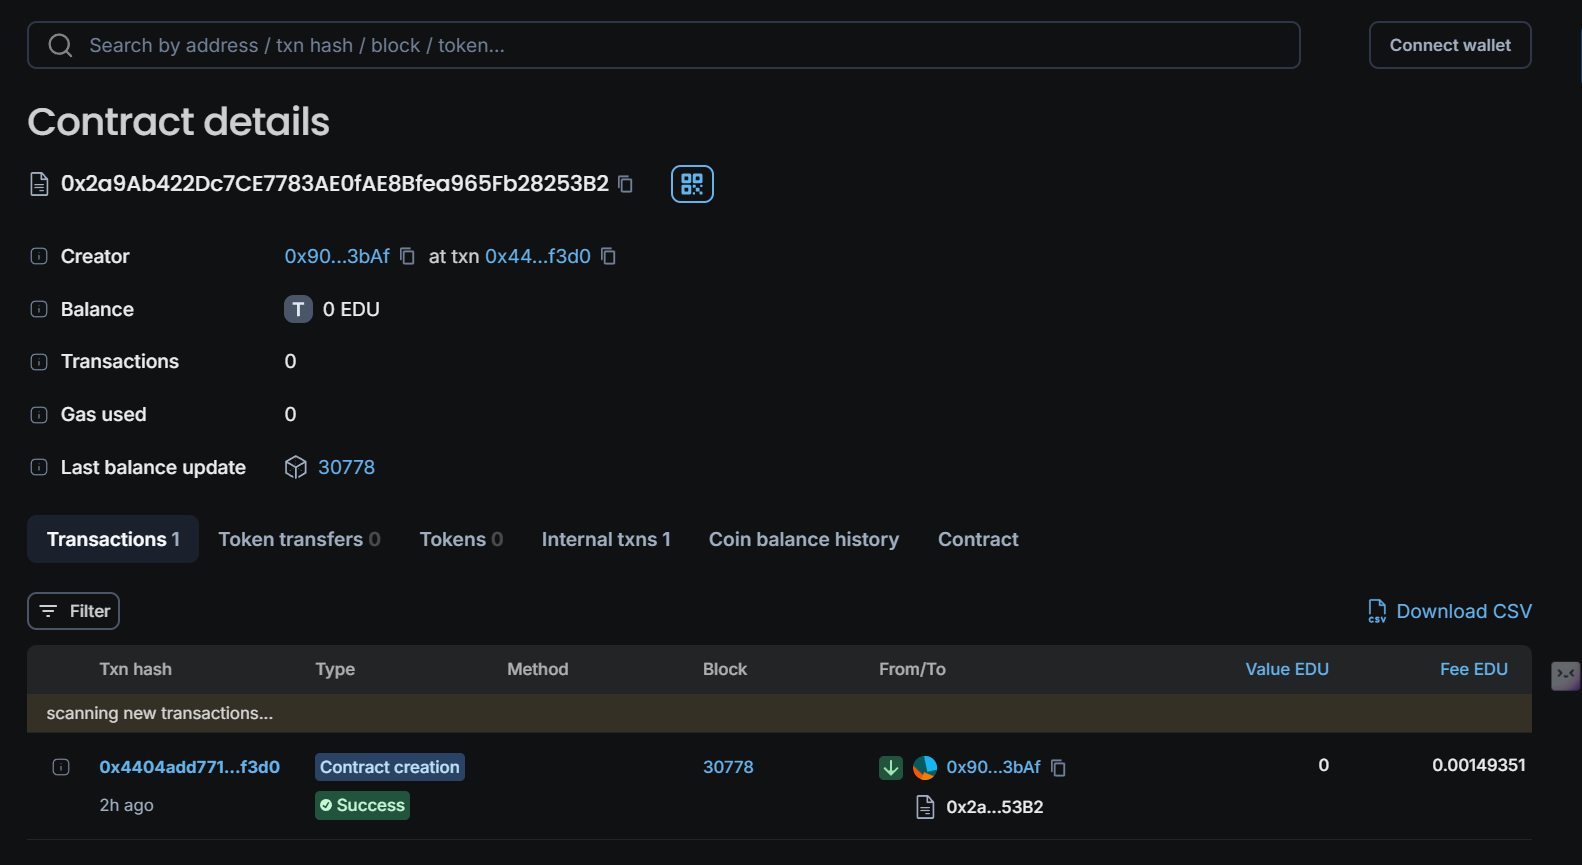 Search by address / txn hash / block / token...
Connect wallet
Contract details
0x2a9Ab422Dc7CE7783AE0fAE8Bfea965Fb28253B2
Creator 0x90...3bAf at txn 0x44...f3d0
Balance T 0 EDU
Transactions 0
Gas used 0
Last balance update 30778
Transactions 1 Token transfers 0 Tokens 0 Internal txns 1 Coin balance history Contract
Filter
CSV Download CSV
Txn hash Type Method Block From/To Value EDU Fee EDU
scanning new transactions...
0x4404add771...f3d0 Contract creation 30778 0x90...3bAf 0 0.00149351
2h ago Success 0x2a...53B2